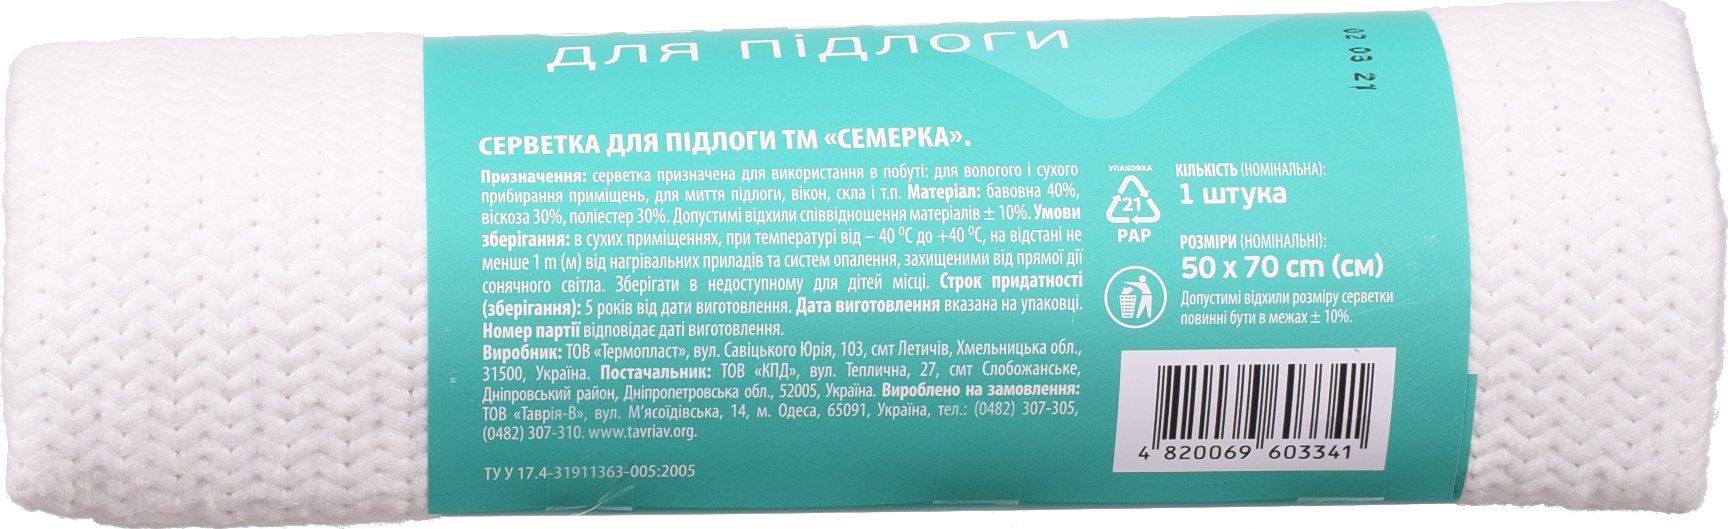 для підлоги
02 03 21
СЕРВЕТКА ДЛЯ ПІДЛОГИ ТМ «СЕМЕРКА».
Призначення: серветка призначена для використання в побуті: для вологого і сухого
прибирання приміщень, для миття підлоги, вікон, скла і т.п. Матеріал: бавовна 40%,
віскоза 30%, поліестер 30%. Допустимі відхили співвідношення матеріалів ± 10%. Умови
зберігання: в сухих приміщеннях, при температурі від – 40 ⁰С до +40 ⁰С, на відстані не
менше 1 m (м) від нагрівальних приладів та систем опалення, захищеними від прямої дії
сонячного світла. Зберігати в недоступному для дітей місці. Строк придатності
(зберігання): 5 років від дати виготовлення. Дата виготовлення вказана на упаковці.
Номер партії відповідає даті виготовлення.
Виробник: ТОВ «Термопласт», вул. Савіцького Юрія, 103, смт Летичів, Хмельницька обл.,
31500, Україна. Постачальник: ТОВ «КПД», вул. Теплична, 27, смт Слобожанське,
Дніпровський район, Дніпропетровська обл., 52005, Україна. Вироблено на замовлення:
ТОВ «Таврія-В», вул. М'ясоїдівська, 14, м. Одеса, 65091, Україна, тел.: (0482) 307-305,
(0482) 307-310. www.tavriav.org.
ТУ У 17.4-31911363-005:2005
УПАКОВКА
21
PAP
КІЛЬКІСТЬ (НОМІНАЛЬНА):
1 штука
РОЗМІРИ (НОМІНАЛЬНІ):
50 x 70 cm (см)
Допустимі відхили розміру серветки
повинні бути в межах ± 10%.
4 820069 603341